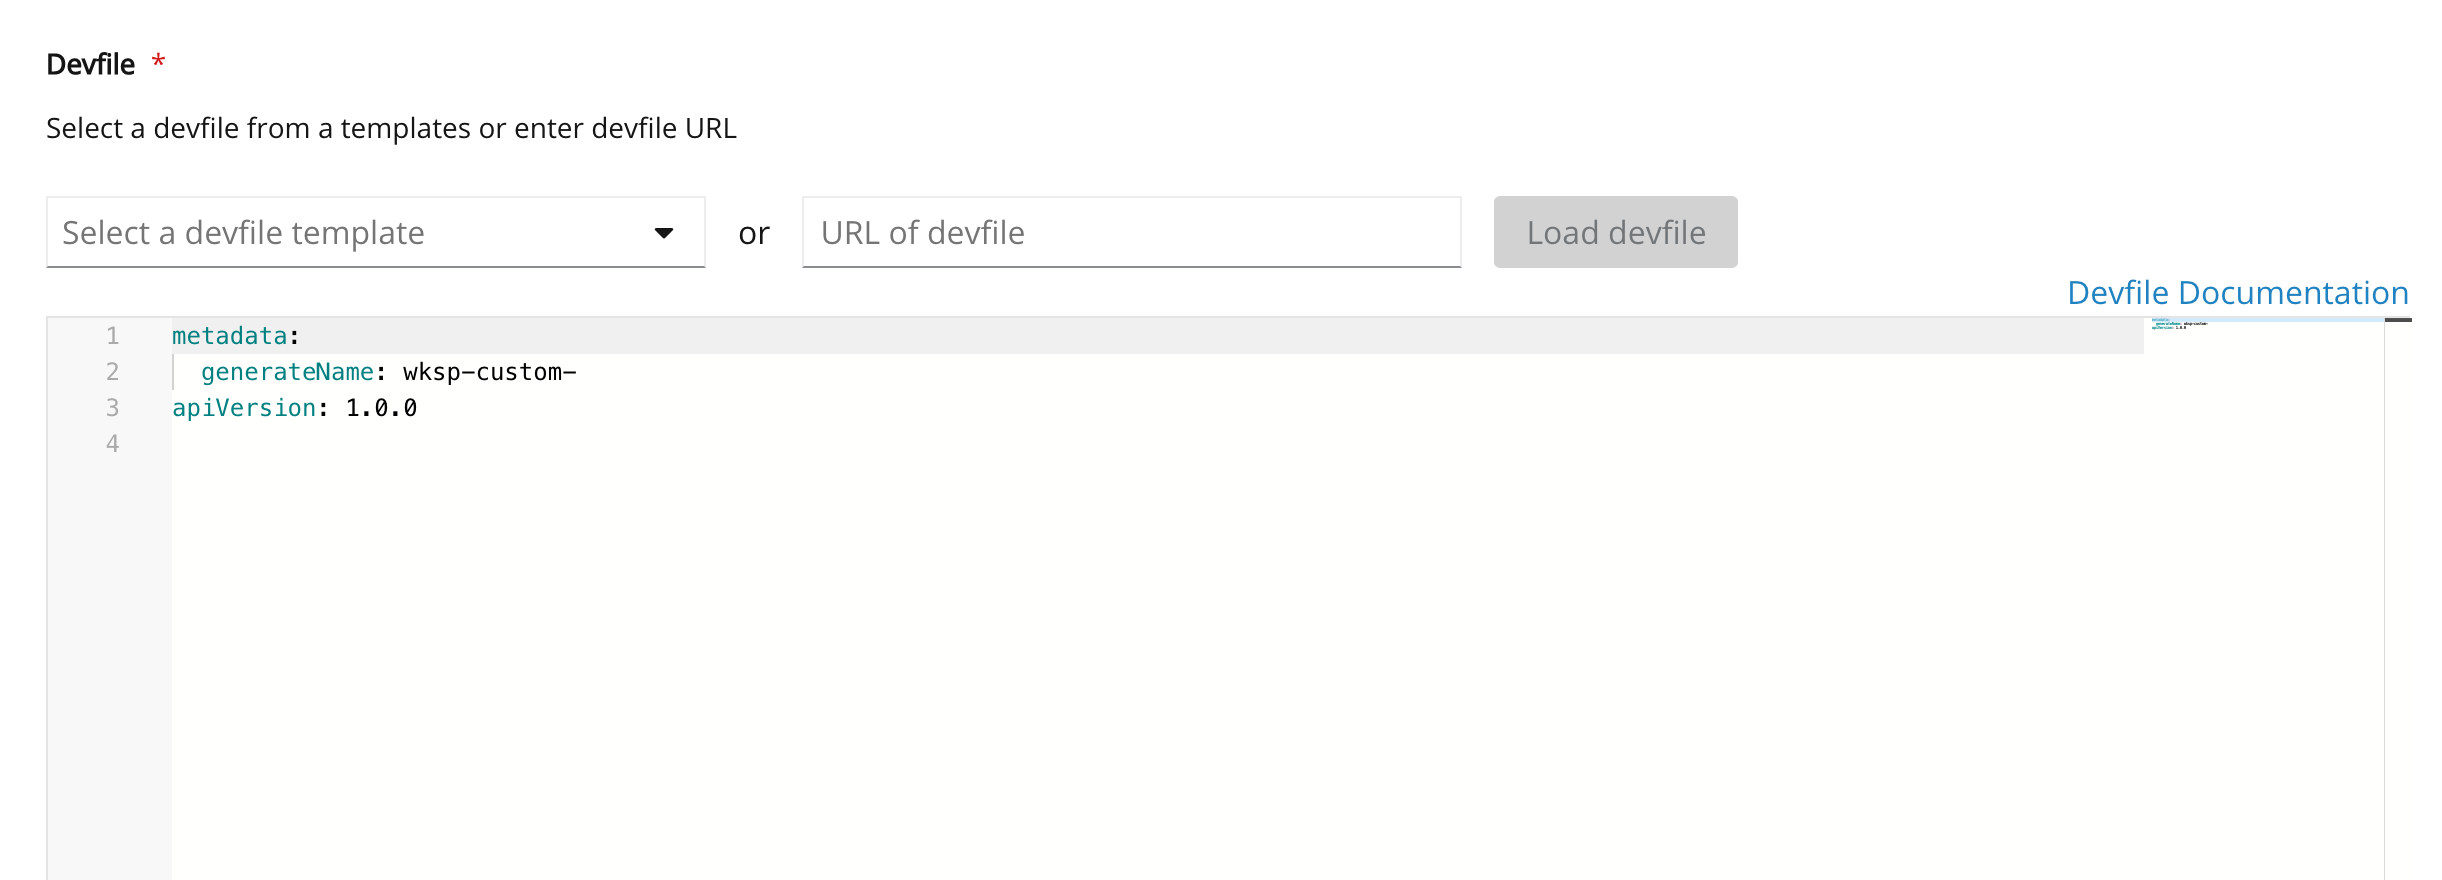 Devfile *
Select a devfile from a templates or enter devfile URL
Select a devfile template or URL of devfile Load devfile
Devfile Documentation
1 metadata:
2   generateName: wksp-custom-
3 apiVersion: 1.0.0
4